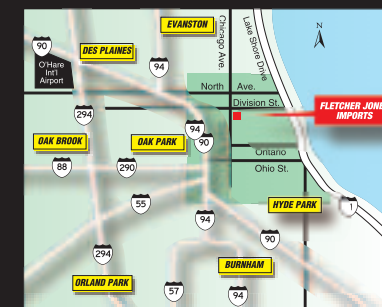 EVANSTON
Chicago Ave.
Lake Shore Drive
N
90
DES PLAINES
O'Hare
Int'l
Airport
94
North Ave.
Division St.
FLETCHER JONE
IMPORTS
294
94
90
OAK BROOK
OAK PARK
Ontario
Ohio St.
88
290
55
HYDE PARK
1
94
90
294
BURNHAM
ORLAND PARK
57
94